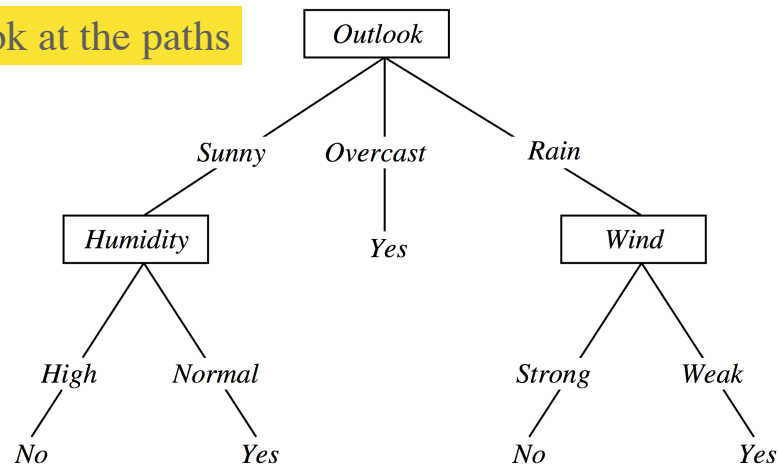 at the paths
Outlook
Sunny Overcast Rain
Humidity Yes Wind
High Normal Strong Weak
No Yes No Yes